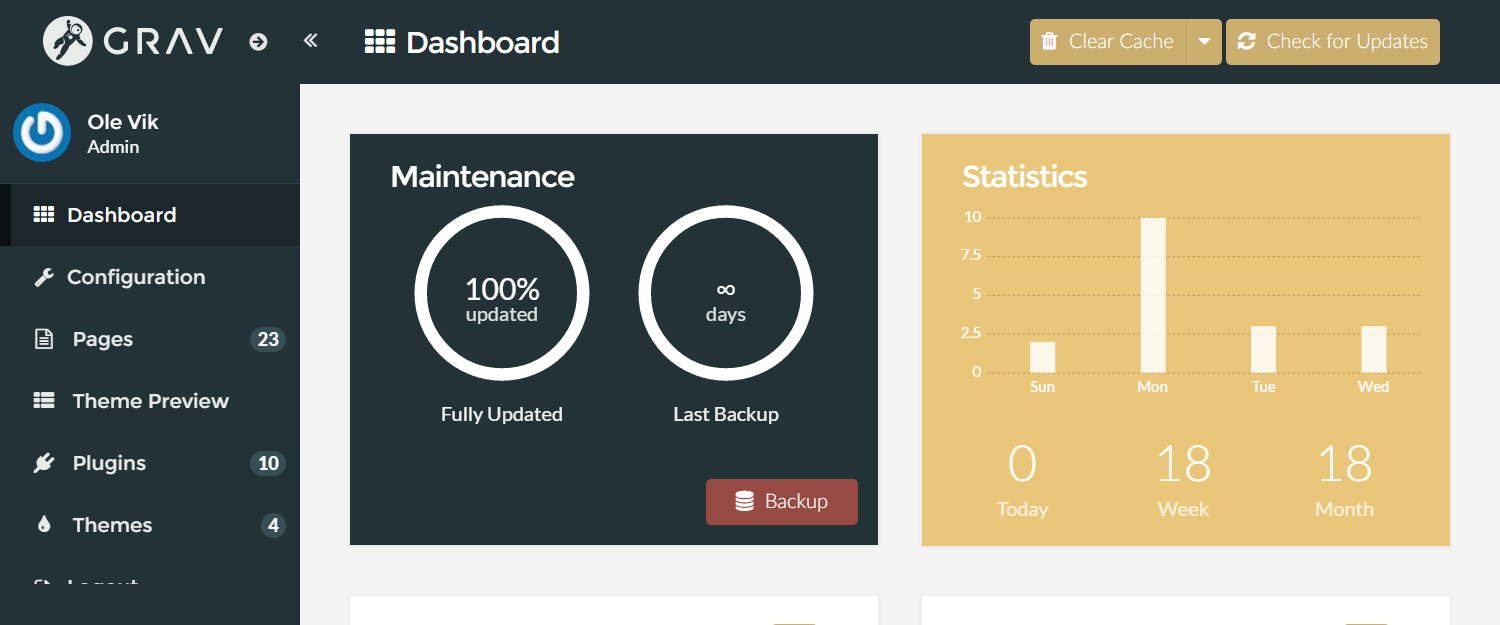 GRAV
Dashboard
Clear Cache
Check for Updates
Ole Vik
Admin
Dashboard
Configuration
Pages 23
Theme Preview
Plugins 10
Themes 4
Logout
Maintenance
100%
updated
∞
days
Fully Updated
Last Backup
Backup
Statistics
10
7.5
5
2.5
0
Sun Mon Tue Wed
0 18 18
Today Week Month